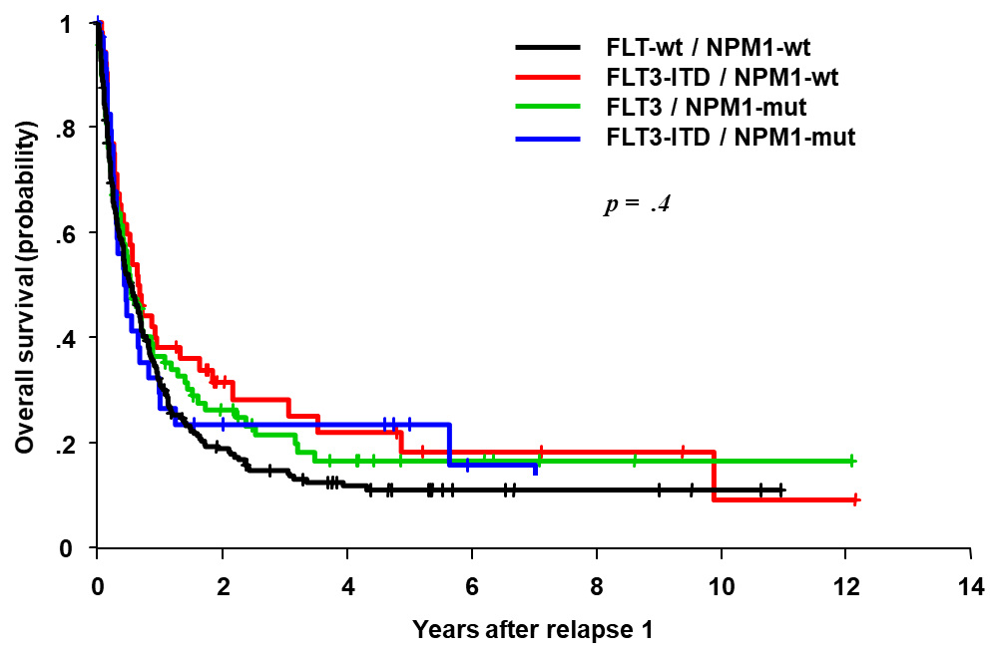 FLT-wt / NPM1-wt
FLT3-ITD / NPM1-wt
FLT3 / NPM1-mut
FLT3-ITD / NPM1-mut
p = .4
Overall survival (probability)
1
.8
.6
.4
.2
0
0 2 4 6 8 10 12 14
Years after relapse 1